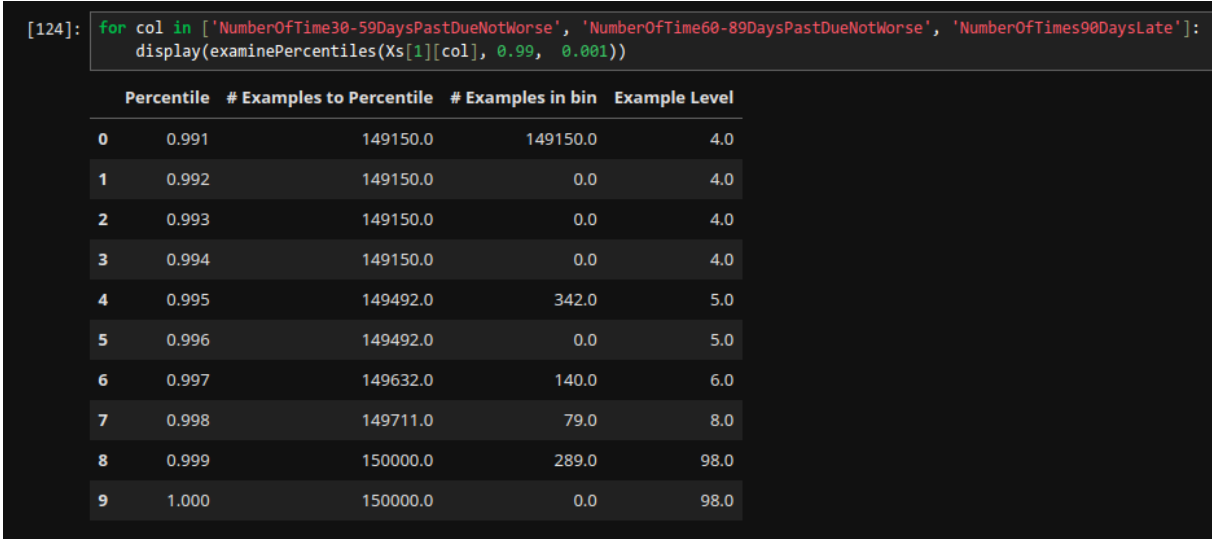 [124]: for col in ['NumberOfTime30-59DaysPastDueNotWorse', 'NumberOfTime60-89DaysPastDueNotWorse', 'NumberOfTimes90DaysLate']:
display(examinePercentiles(Xs[1][col], 0.99,  0.001))
Percentile # Examples to Percentile # Examples in bin Example Level
0 0.991 149150.0 149150.0 4.0
1 0.992 149150.0 0.0 4.0
2 0.993 149150.0 0.0 4.0
3 0.994 149150.0 0.0 4.0
4 0.995 149492.0 342.0 5.0
5 0.996 149492.0 0.0 5.0
6 0.997 149632.0 140.0 6.0
7 0.998 149711.0 79.0 8.0
8 0.999 150000.0 289.0 98.0
9 1.000 150000.0 0.0 98.0